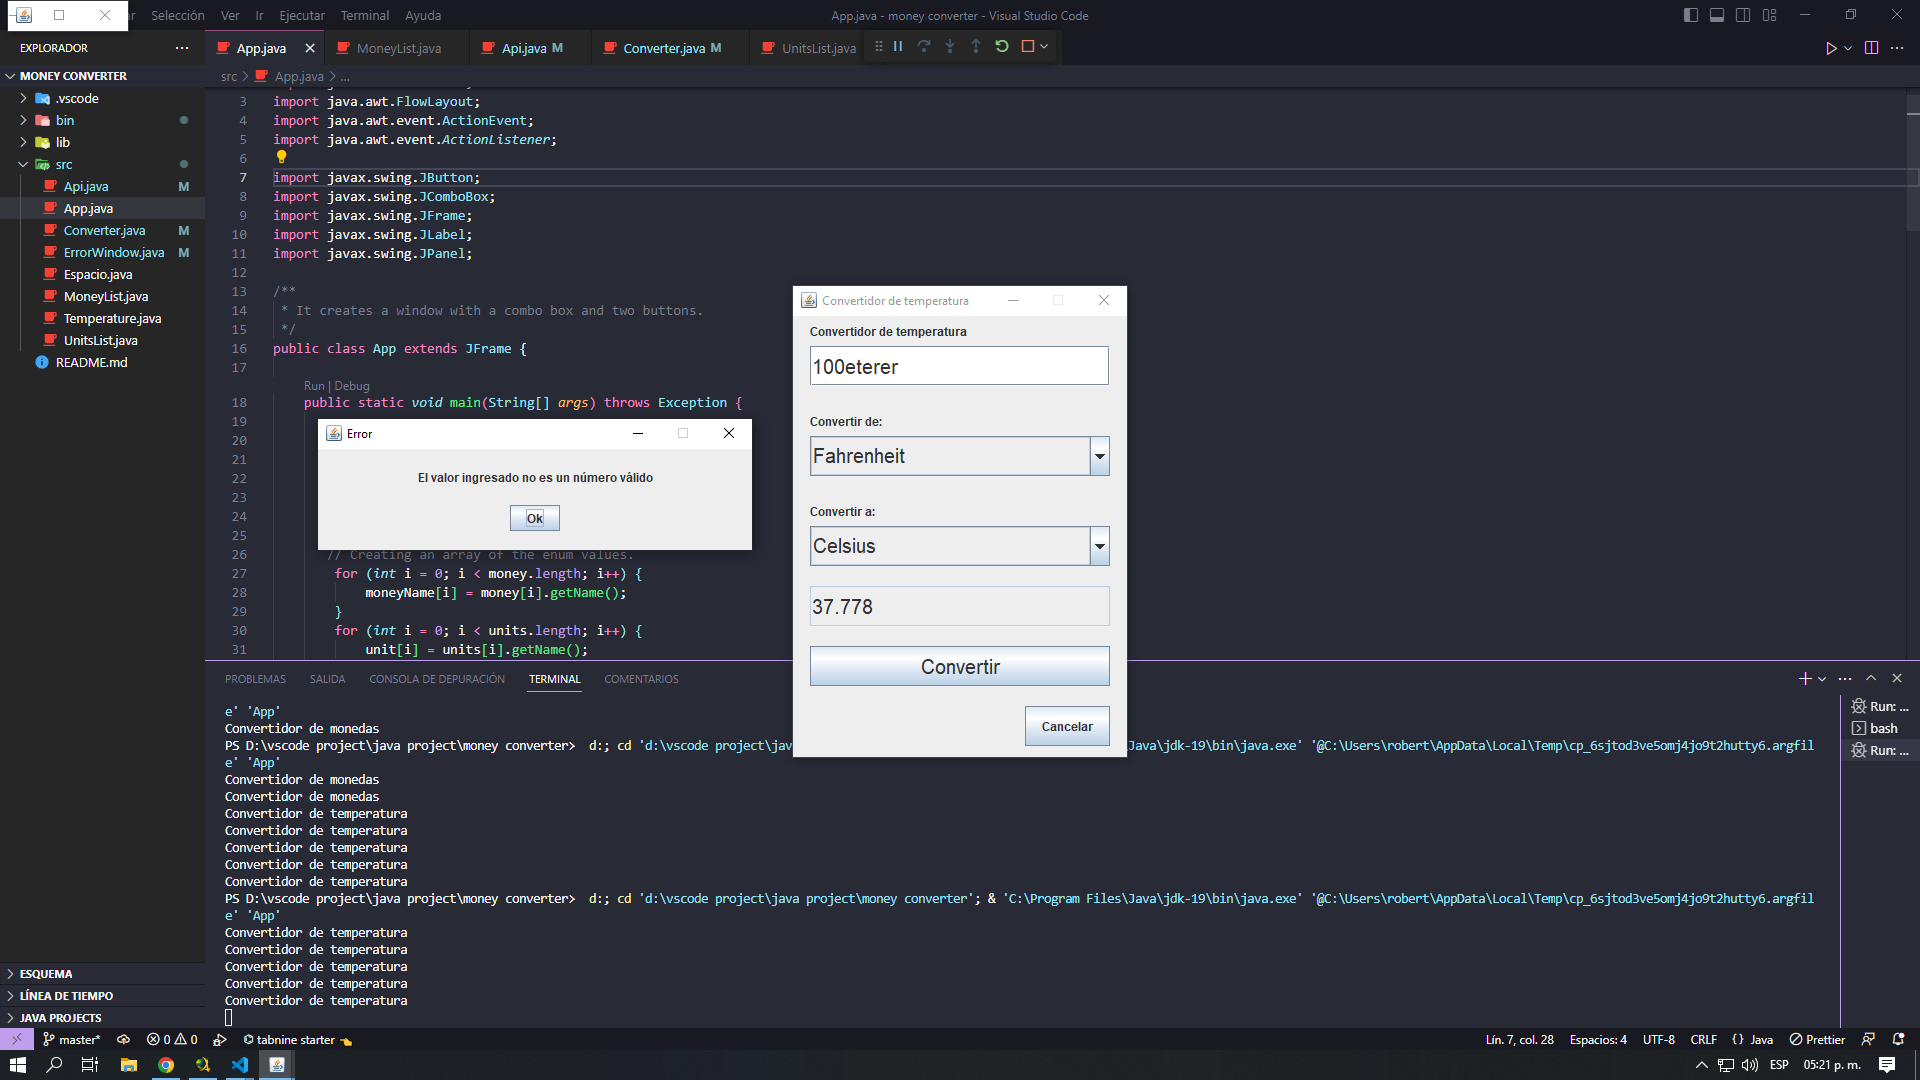 Selección Ver Ir Ejecutar Terminal Ayuda
App.java - money converter - Visual Studio Code
EXPLORADOR
App.java
MoneyList.java
Api.java M
Converter.java M
UnitsList.java
MONEY CONVERTER
.vscode
bin
lib
src
Api.java M
App.java
Converter.java M
ErrorWindow.java M
Espacio.java
MoneyList.java
Temperature.java
UnitsList.java
README.md
ESQUEMA
LÍNEA DE TIEMPO
JAVA PROJECTS
src > App.java > ...
3 import java.awt.FlowLayout;
4 import java.awt.event.ActionEvent;
5 import java.awt.event.ActionListener;
6
7 import javax.swing.JButton;
8 import javax.swing.JComboBox;
9 import javax.swing.JFrame;
10 import javax.swing.JLabel;
11 import javax.swing.JPanel;
12
13 /**
14 * It creates a window with a combo box and two buttons.
15 */
16 public class App extends JFrame {
17
Run | Debug
18 public static void main(String[] args) throws Exception {
19
20
21
22
23
24
25
26 // Creating an array of the enum values.
27 for (int i = 0; i < money.length; i++) {
28 moneyName[i] = money[i].getName();
29 }
30 for (int i = 0; i < units.length; i++) {
31 unit[i] = units[i].getName();
Error
El valor ingresado no es un número válido
Ok
Convertidor de temperatura
Convertidor de temperatura
100eterer
Convertir de:
Fahrenheit
Convertir a:
Celsius
37.778
Convertir
Cancelar
PROBLEMAS SALIDA CONSOLA DE DEPURACIÓN TERMINAL COMENTARIOS
e' 'App'
Convertidor de monedas
PS D:\vscode project\java project\money converter> d:; cd 'd:\vscode project\jav Java\jdk-19\bin\java.exe' '@C:\Users\robert\AppData\Local\Temp\cp_6sjtod3ve5omj4jo9t2hutty6.argfil
e' 'App'
Convertidor de monedas
Convertidor de monedas
Convertidor de temperatura
Convertidor de temperatura
Convertidor de temperatura
Convertidor de temperatura
Convertidor de temperatura
PS D:\vscode project\java project\money converter> d:; cd 'd:\vscode project\java project\money converter'; & 'C:\Program Files\Java\jdk-19\bin\java.exe' '@C:\Users\robert\AppData\Local\Temp\cp_6sjtod3ve5omj4jo9t2hutty6.argfil
e' 'App'
Convertidor de temperatura
Convertidor de temperatura
Convertidor de temperatura
Convertidor de temperatura
Convertidor de temperatura
Run: ...
bash
Run: ...
master* 0 0 tabnine starter
Lín. 7, col. 28 Espacios: 4 UTF-8 CRLF {} Java Prettier
ESP 05:21 p. m.